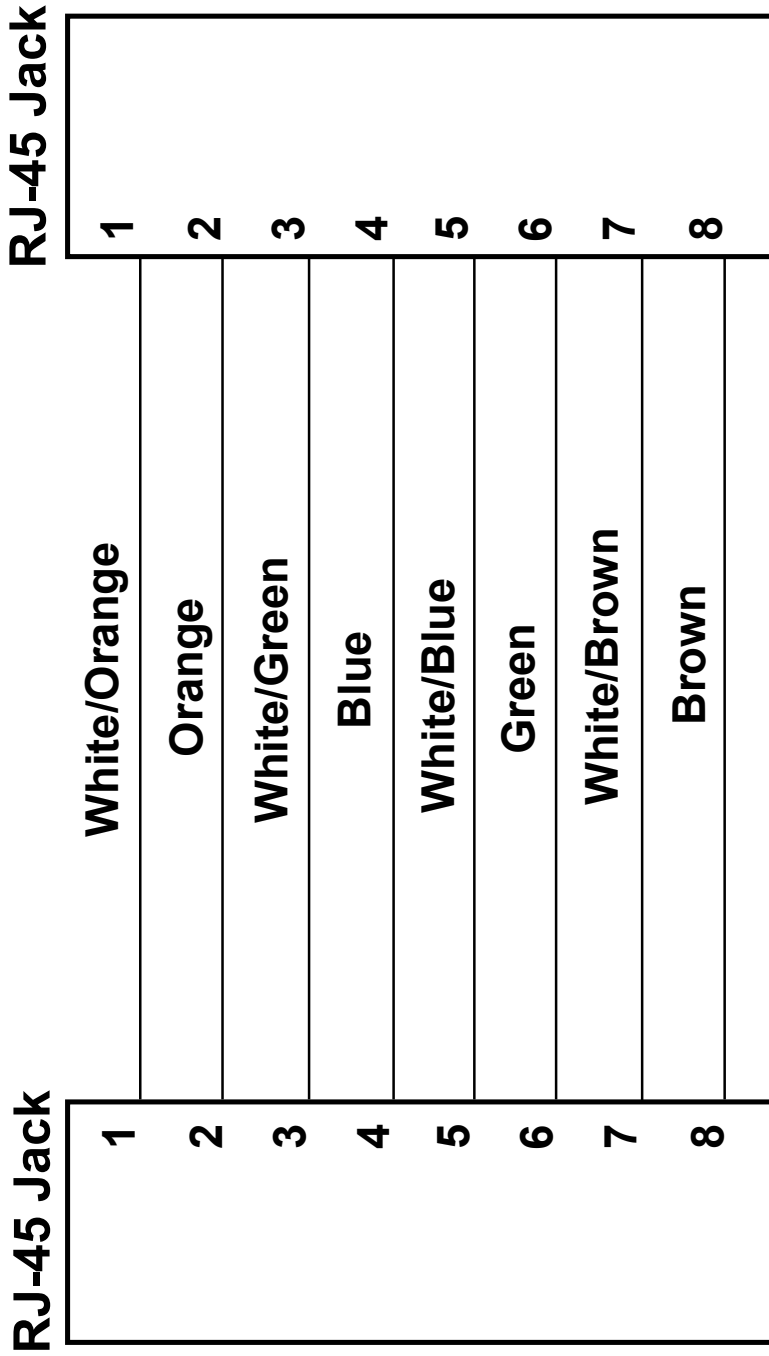 RJ-45 Jack
RJ-45 Jack
1 White/Orange 1
2 Orange 2
3 White/Green 3
4 Blue 4
5 White/Blue 5
6 Green 6
7 White/Brown 7
8 Brown 8